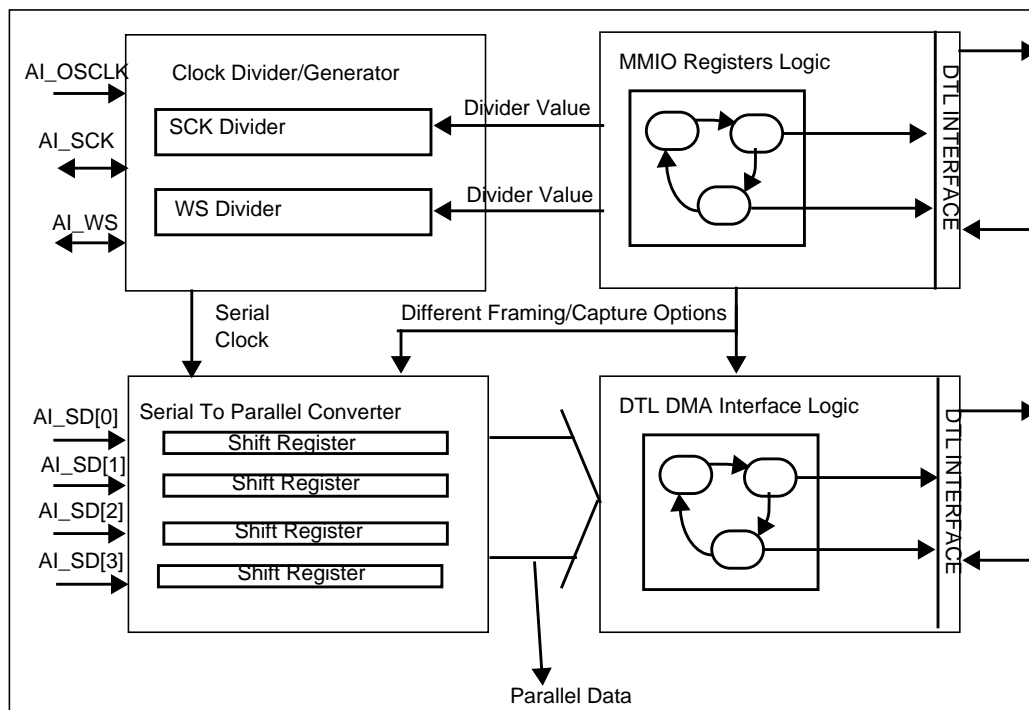 Clock Divider/Generator
MMIO Registers Logic
AI_OSCLK
SCK Divider
Divider Value
DTL INTERFACE
AI_SCK
WS Divider
Divider Value
AI_WS
Serial
Clock
Different Framing/Capture Options
Serial To Parallel Converter
DTL DMA Interface Logic
AI_SD[0]
Shift Register
DTL INTERFACE
AI_SD[1]
Shift Register
AI_SD[2]
Shift Register
AI_SD[3]
Shift Register
Parallel Data